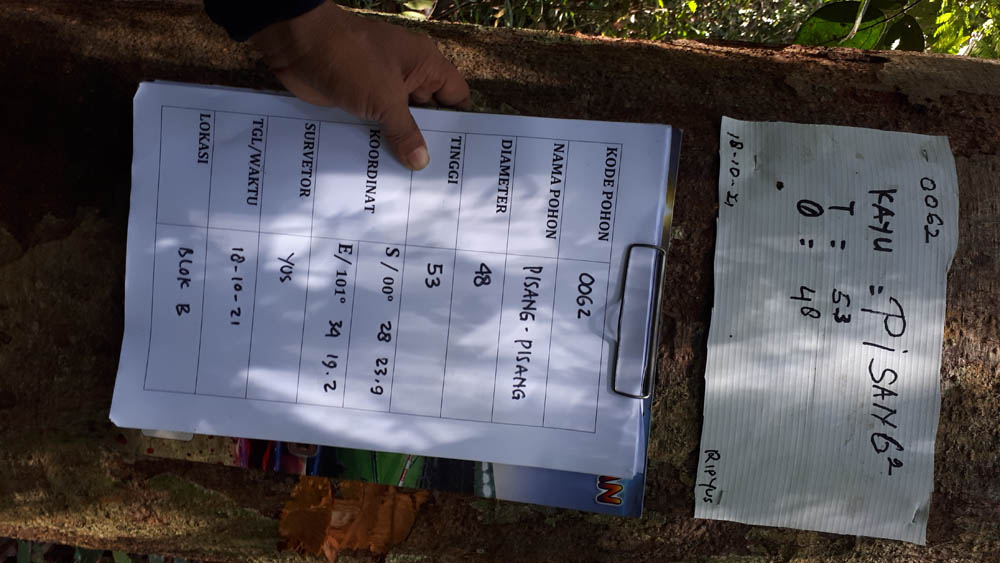 0062
KAYU = PISANG²
T = 53
Ø = 48
18-10-21
RIPYUS
AN
KODE POHON 0062
NAMA POHON PISANG - PISANG
DIAMETER 48
TINGGI 53
KOORDINAT S / 00° 28 23.9
E/ 101° 34 19.2
SURVETOR YUS
TGL/WAKTU 18-10-21
LOKASI BLOK B